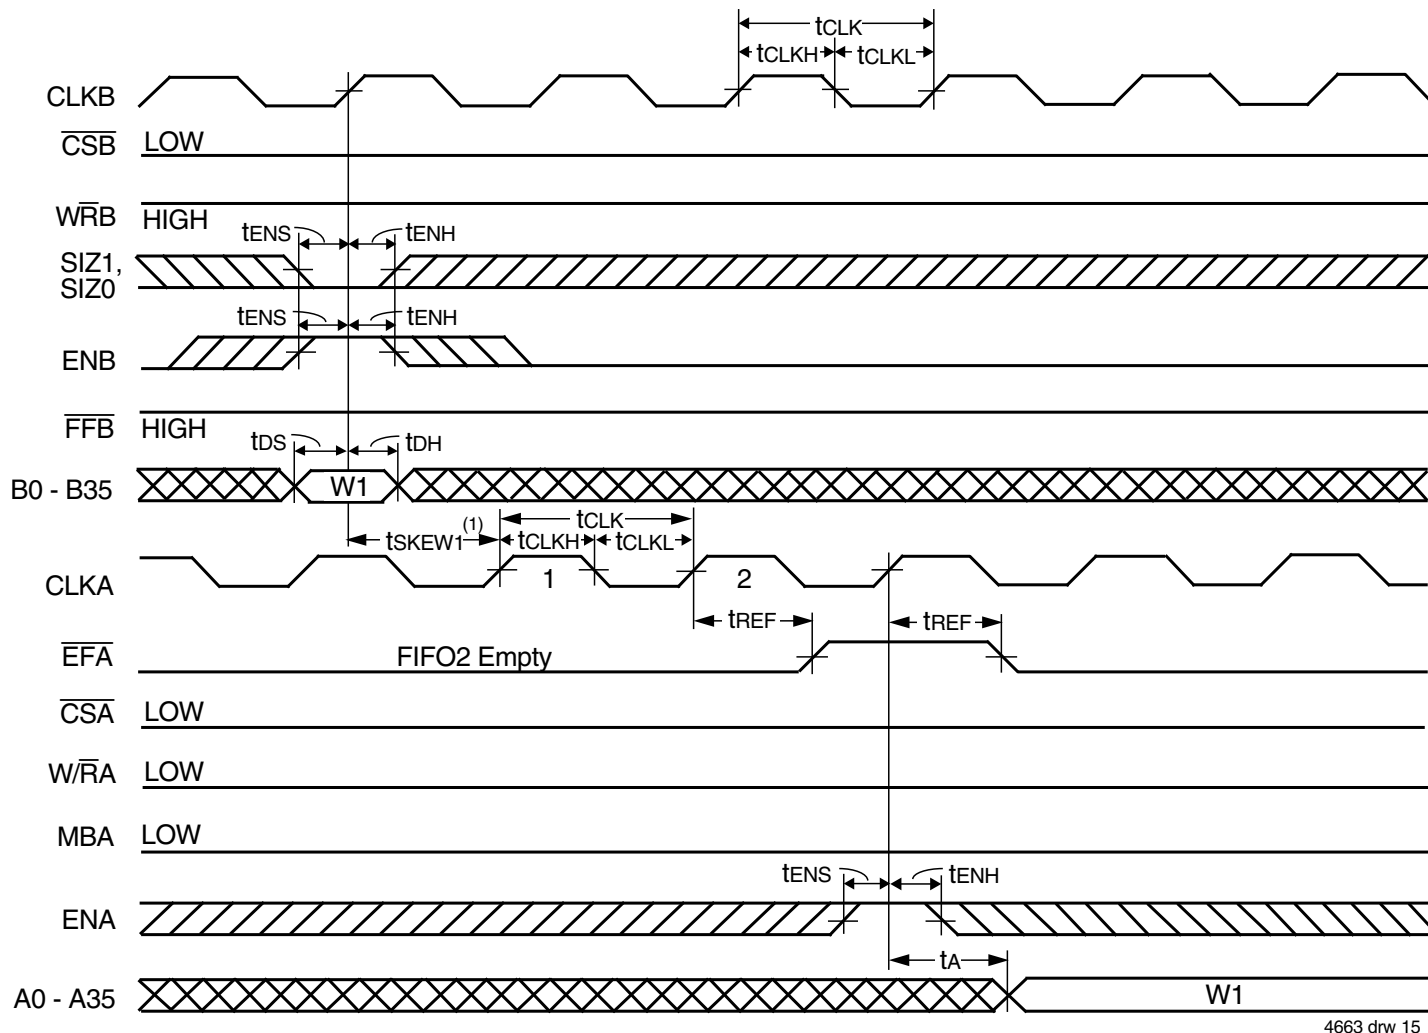 tCLK
tCLKH tCLKL
CLKB
CSB LOW
WRB HIGH
tENS tENH
SIZ1,
SIZ0
tENS tENH
ENB
FFB HIGH
tDS tDH
B0 - B35 W1
tSKEW1(1) tCLK
tCLKH tCLKL
CLKA 1 2
tREF tREF
EFA FIFO2 Empty
CSA LOW
W/RA LOW
MBA LOW
tENS tENH
ENA
tA
A0 - A35 W1
4663 drw 15